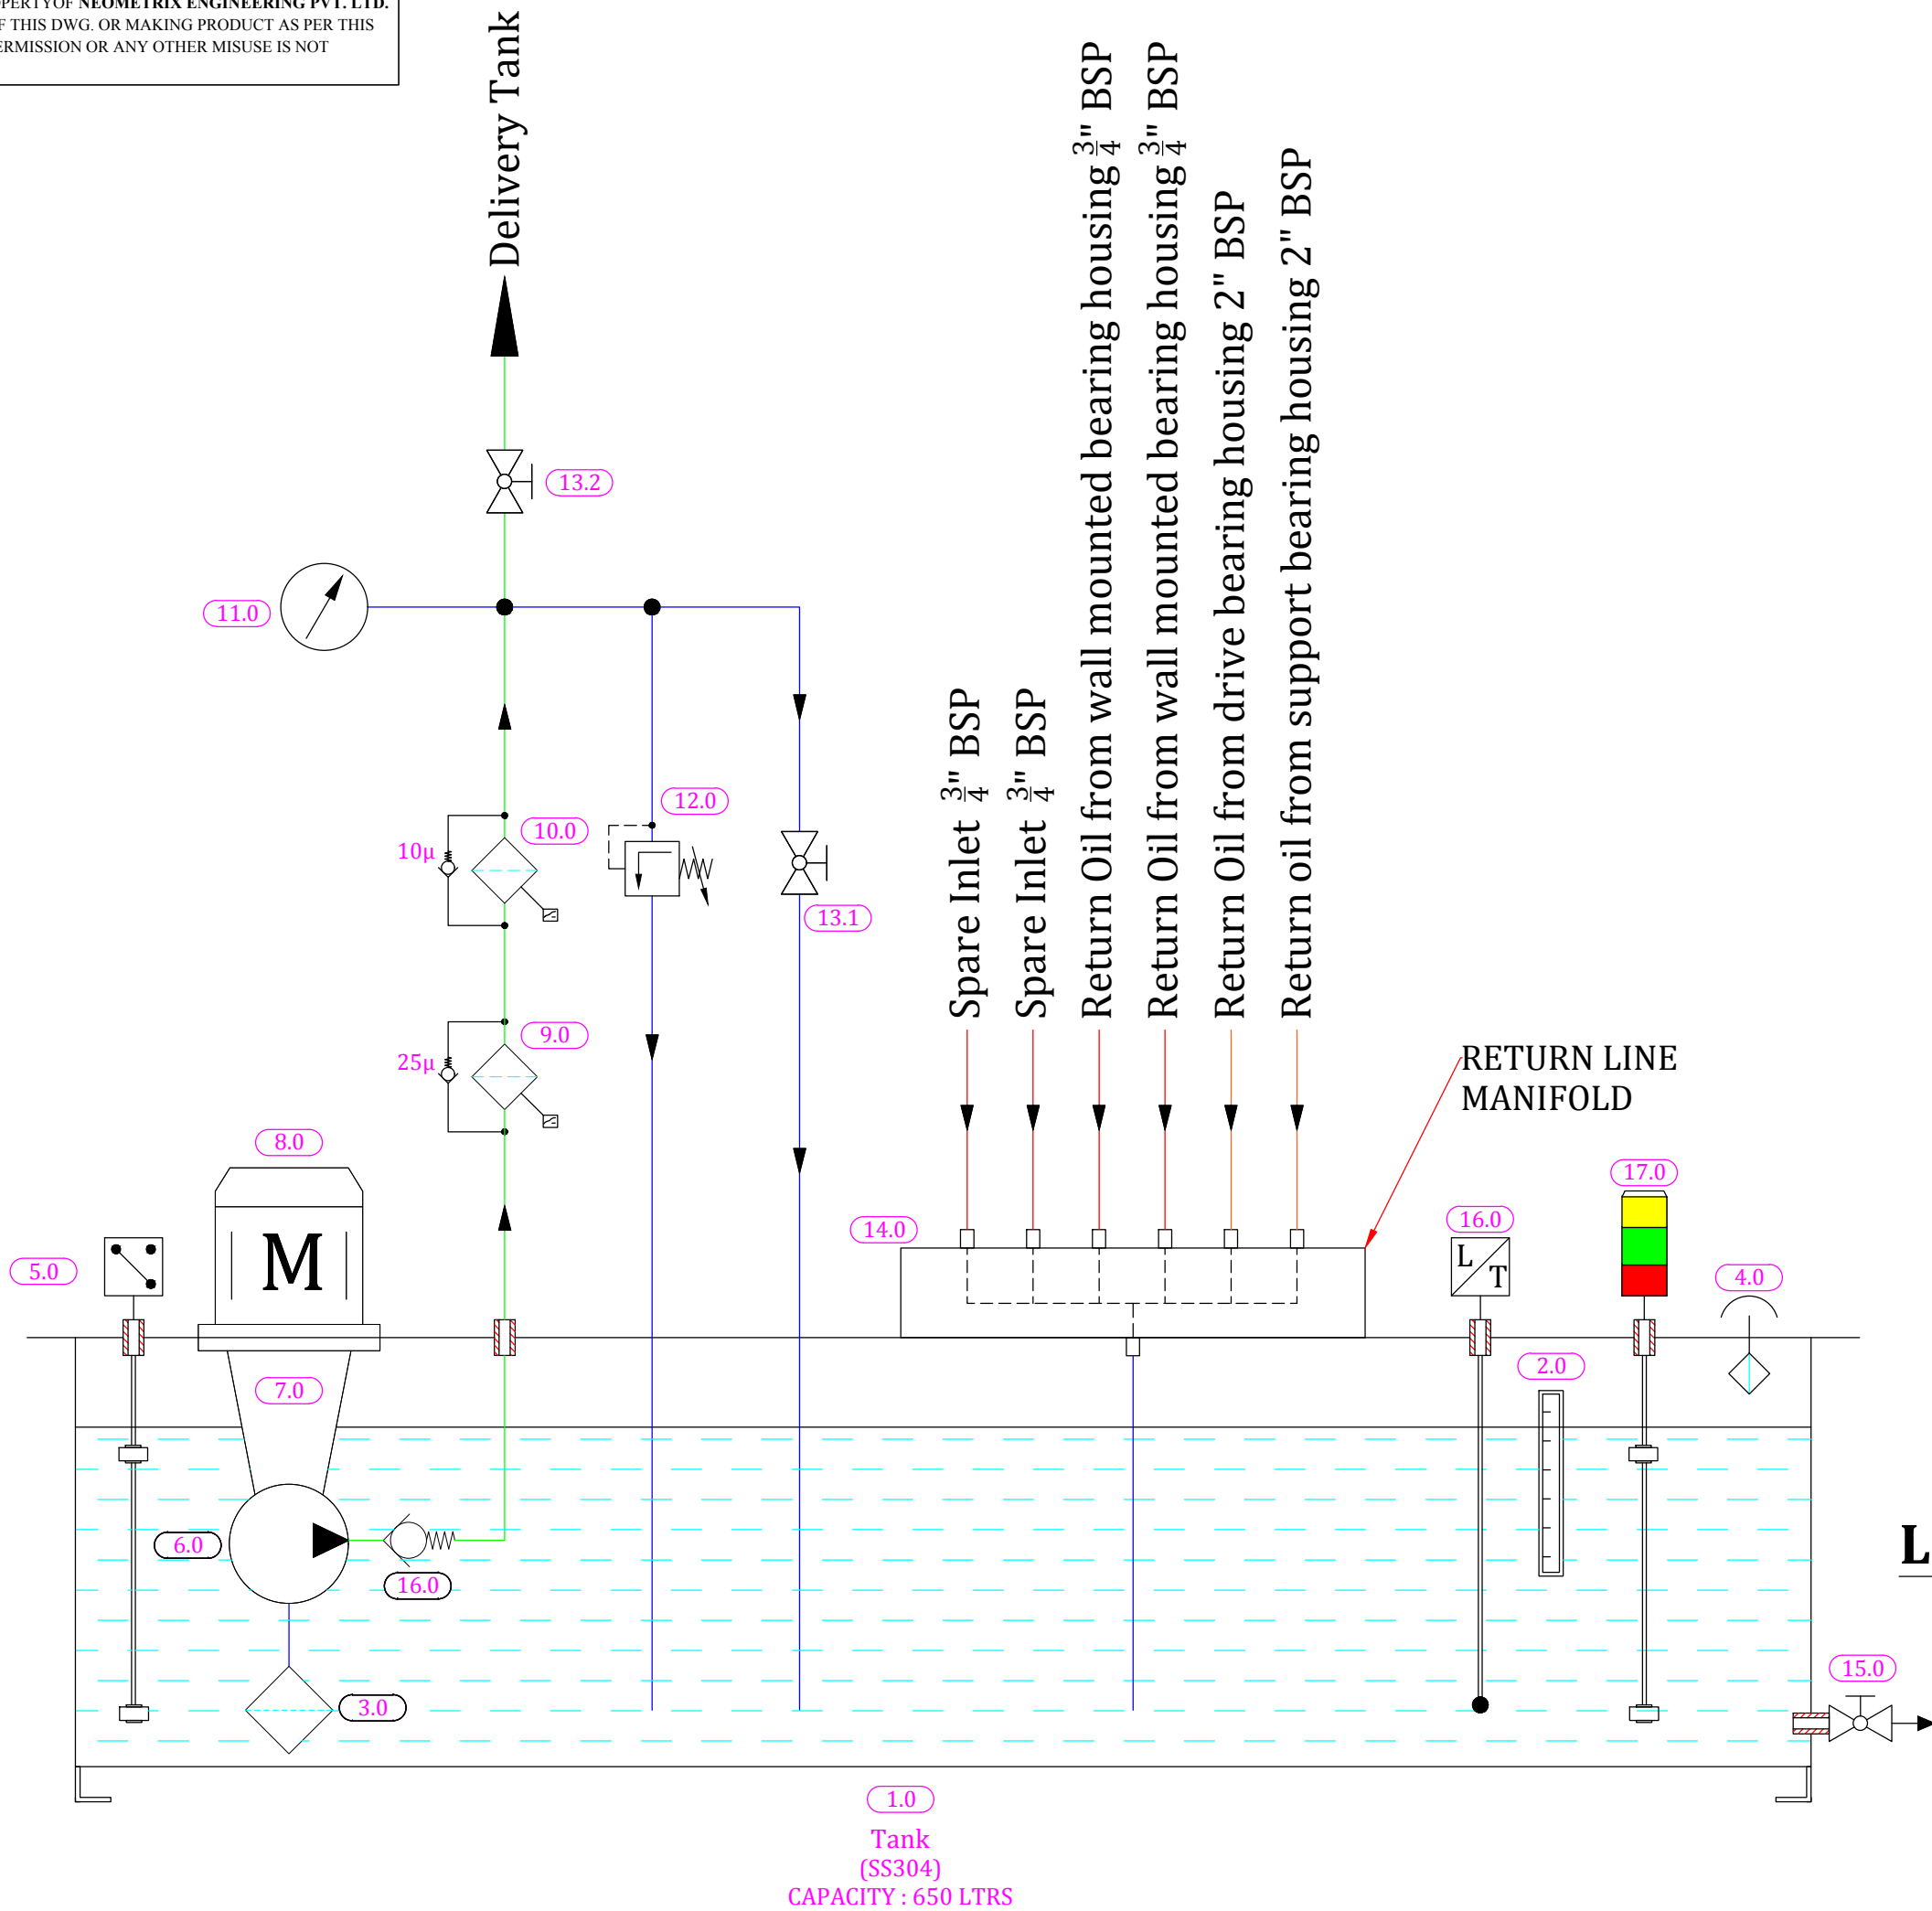 OPERTYOF NEOMETRIX ENGINEERING PVT. LTD.
F THIS DWG. OR MAKING PRODUCT AS PER THIS
ERMISSION OR ANY OTHER MISUSE IS NOT
Delivery Tank
13.2
11.0
12.0
10.0
10µ
13.1
9.0
25µ
Spare Inlet 3/4" BSP
Spare Inlet 3/4" BSP
Return Oil from wall mounted bearing housing 3/4" BSP
Return Oil from wall mounted bearing housing 3/4" BSP
Return Oil from drive bearing housing 2" BSP
Return oil from support bearing housing 2" BSP
RETURN LINE
MANIFOLD
8.0
M
5.0
14.0
16.0
L
T
17.0
4.0
7.0
2.0
6.0
16.0
L
3.0
15.0
1.0
Tank
(SS304)
CAPACITY : 650 LTRS